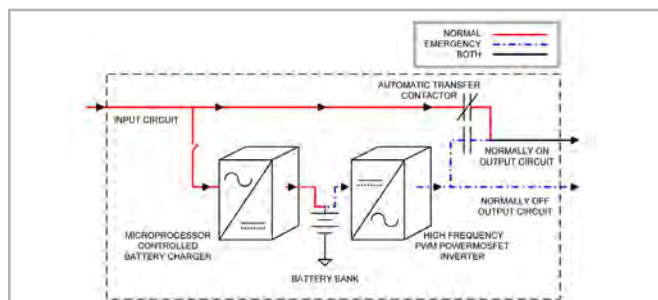 NORMAL
EMERGENCY
BOTH
AUTOMATIC TRANSFER
CONTACTOR
INPUT CIRCUIT
NORMALLY ON
OUTPUT CIRCUIT
NORMALLY OFF
OUTPUT CIRCUIT
MICROPROCESSOR
CONTROLLED
BATTERY CHARGER
HIGH FREQUENCY
PWM POWERMOSFET
INVERTER
BATTERY BANK